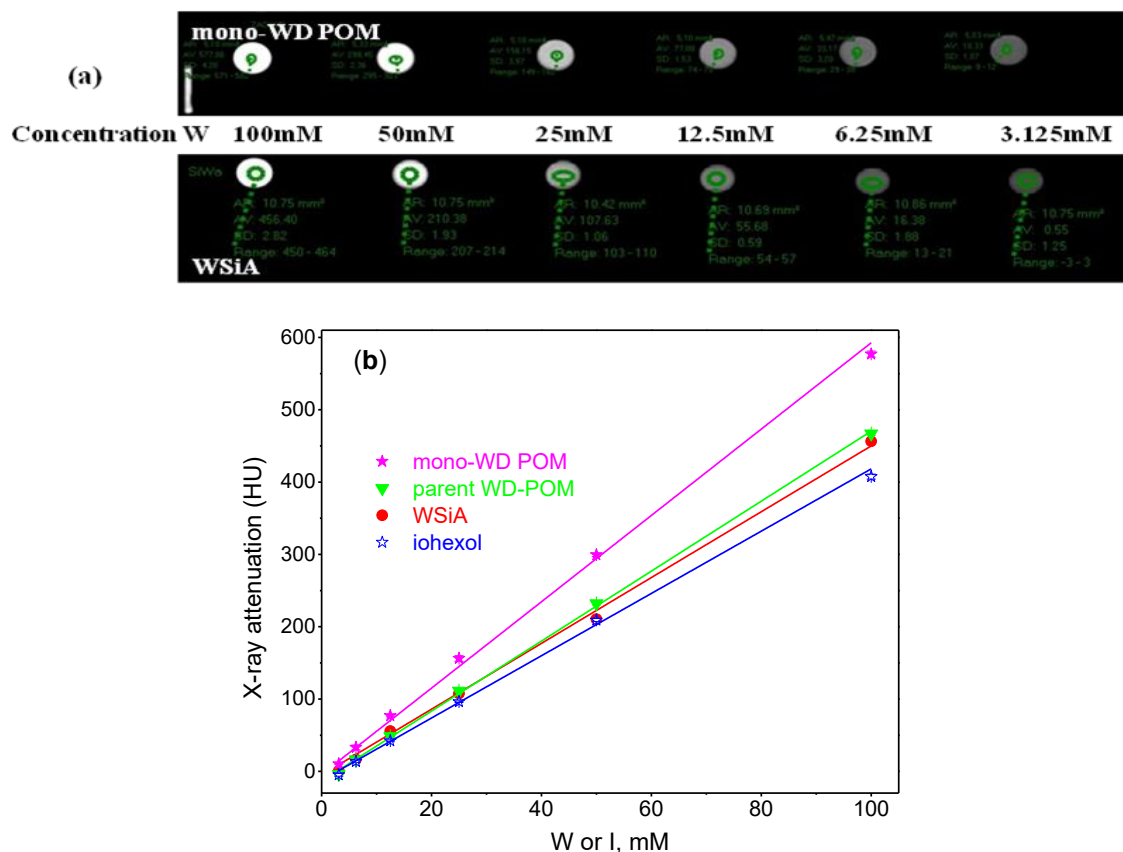 mono-WD POM
(a)
Concentration W 100mM 50mM 25mM 12.5mM 6.25mM 3.125mM
SiWa
AR: 10.75 mm² AR: 10.75 mm² AR: 10.42 mm² AR: 10.69 mm² AR: 10.86 mm² AR: 10.75 mm²
AV: 456.40 AV: 210.38 AV: 107.63 AV: 55.68 AV: 16.38 AV: 0.55
SD: 2.82 SD: 1.93 SD: 1.06 SD: 0.59 SD: 1.88 SD: 1.25
Range: 450 - 464 Range: 207 - 214 Range: 103 - 110 Range: 54 - 57 Range: 13 - 21 Range: -3 - 3
WSiA
(b)
X-ray attenuation (HU)
600
500
400
300
200
100
0
mono-WD POM
parent WD-POM
WSiA
iohexol
0 20 40 60 80 100
W or I, mM